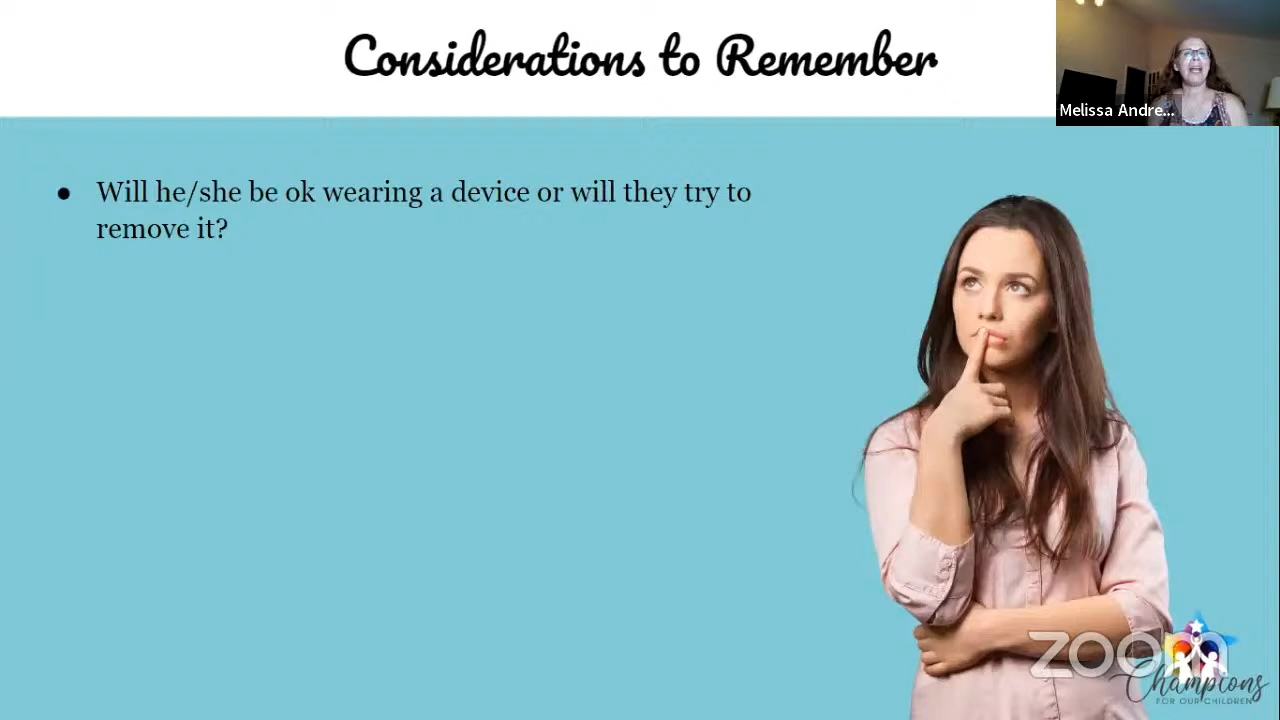 Considerations to Remember
Melissa Andre...
● Will he/she be ok wearing a device or will they try to
remove it?
zoom
Champions
FOR OUR CHILDREN